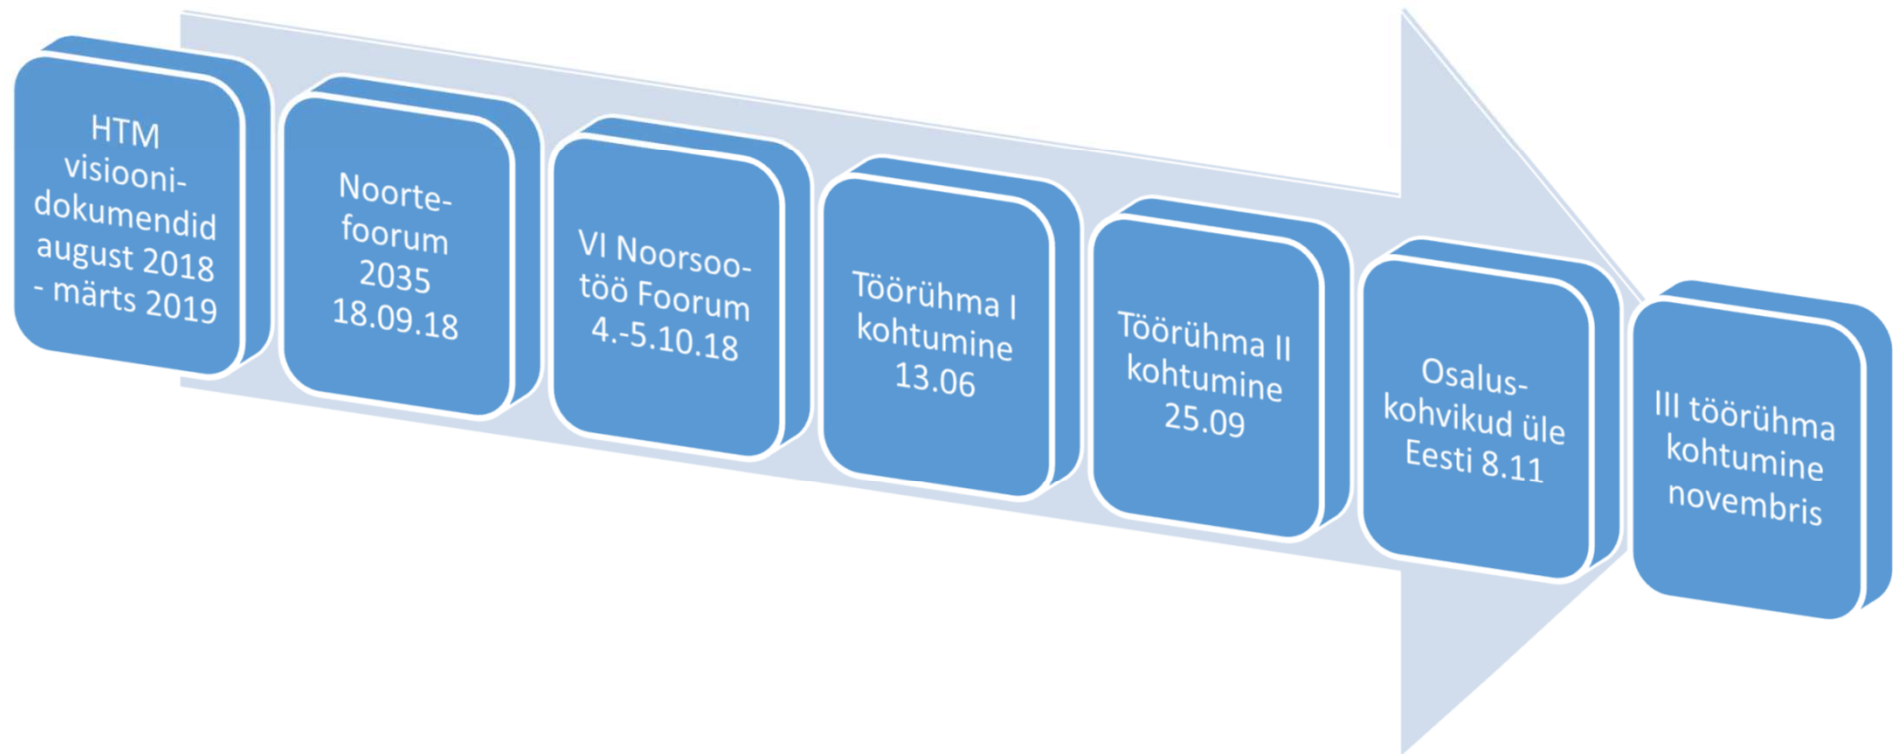 HTM
visiooni-
dokumendid
august 2018
- märts 2019
Noorte-
foorum
2035
18.09.18
VI Noorsoo-
töö Foorum
4.-5.10.18
Töörühma I
kohtumine
13.06
Töörühma II
kohtumine
25.09
Osalus-
kohvikud üle
Eesti 8.11
III töörühma
kohtumine
novembris